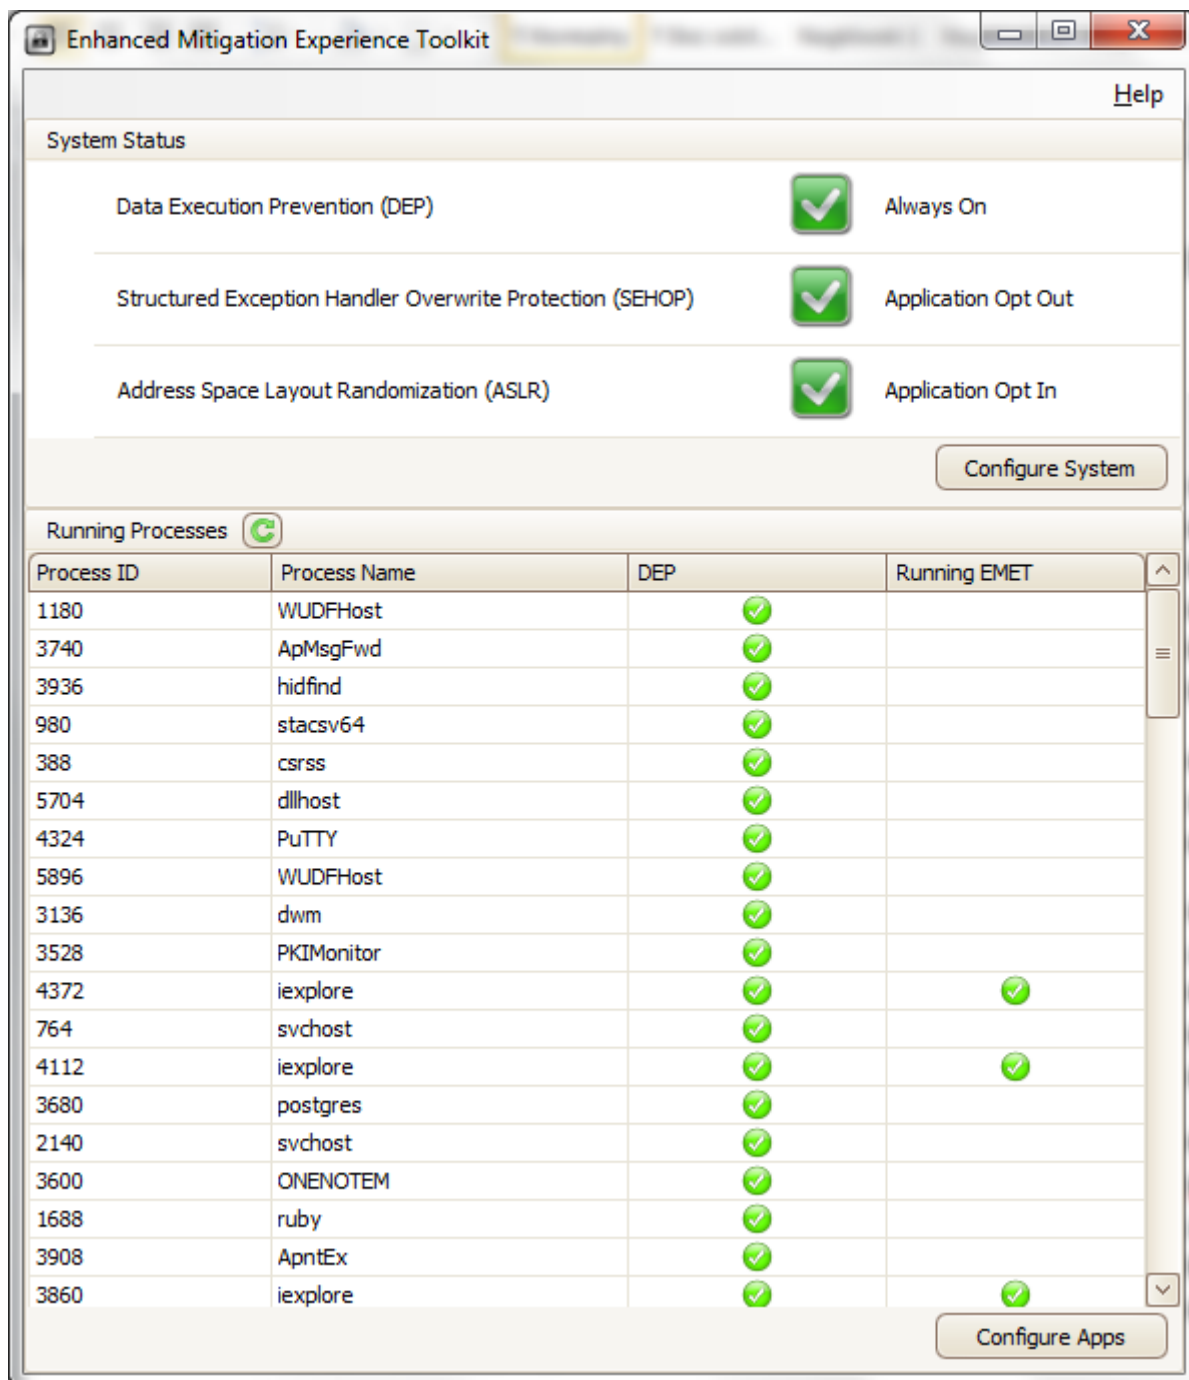 Enhanced Mitigation Experience Toolkit
Help
System Status
Data Execution Prevention (DEP) Always On
Structured Exception Handler Overwrite Protection (SEHOP) Application Opt Out
Address Space Layout Randomization (ASLR) Application Opt In
Configure System
Running Processes
Process ID Process Name DEP Running EMET
1180 WUDFHost
3740 ApMsgFwd
3936 hidfind
980 stacsv64
388 csrss
5704 dllhost
4324 PuTTY
5896 WUDFHost
3136 dwm
3528 PKIMonitor
4372 iexplore
764 svchost
4112 iexplore
3680 postgres
2140 svchost
3600 ONENOTEM
1688 ruby
3908 ApntEx
3860 iexplore
Configure Apps